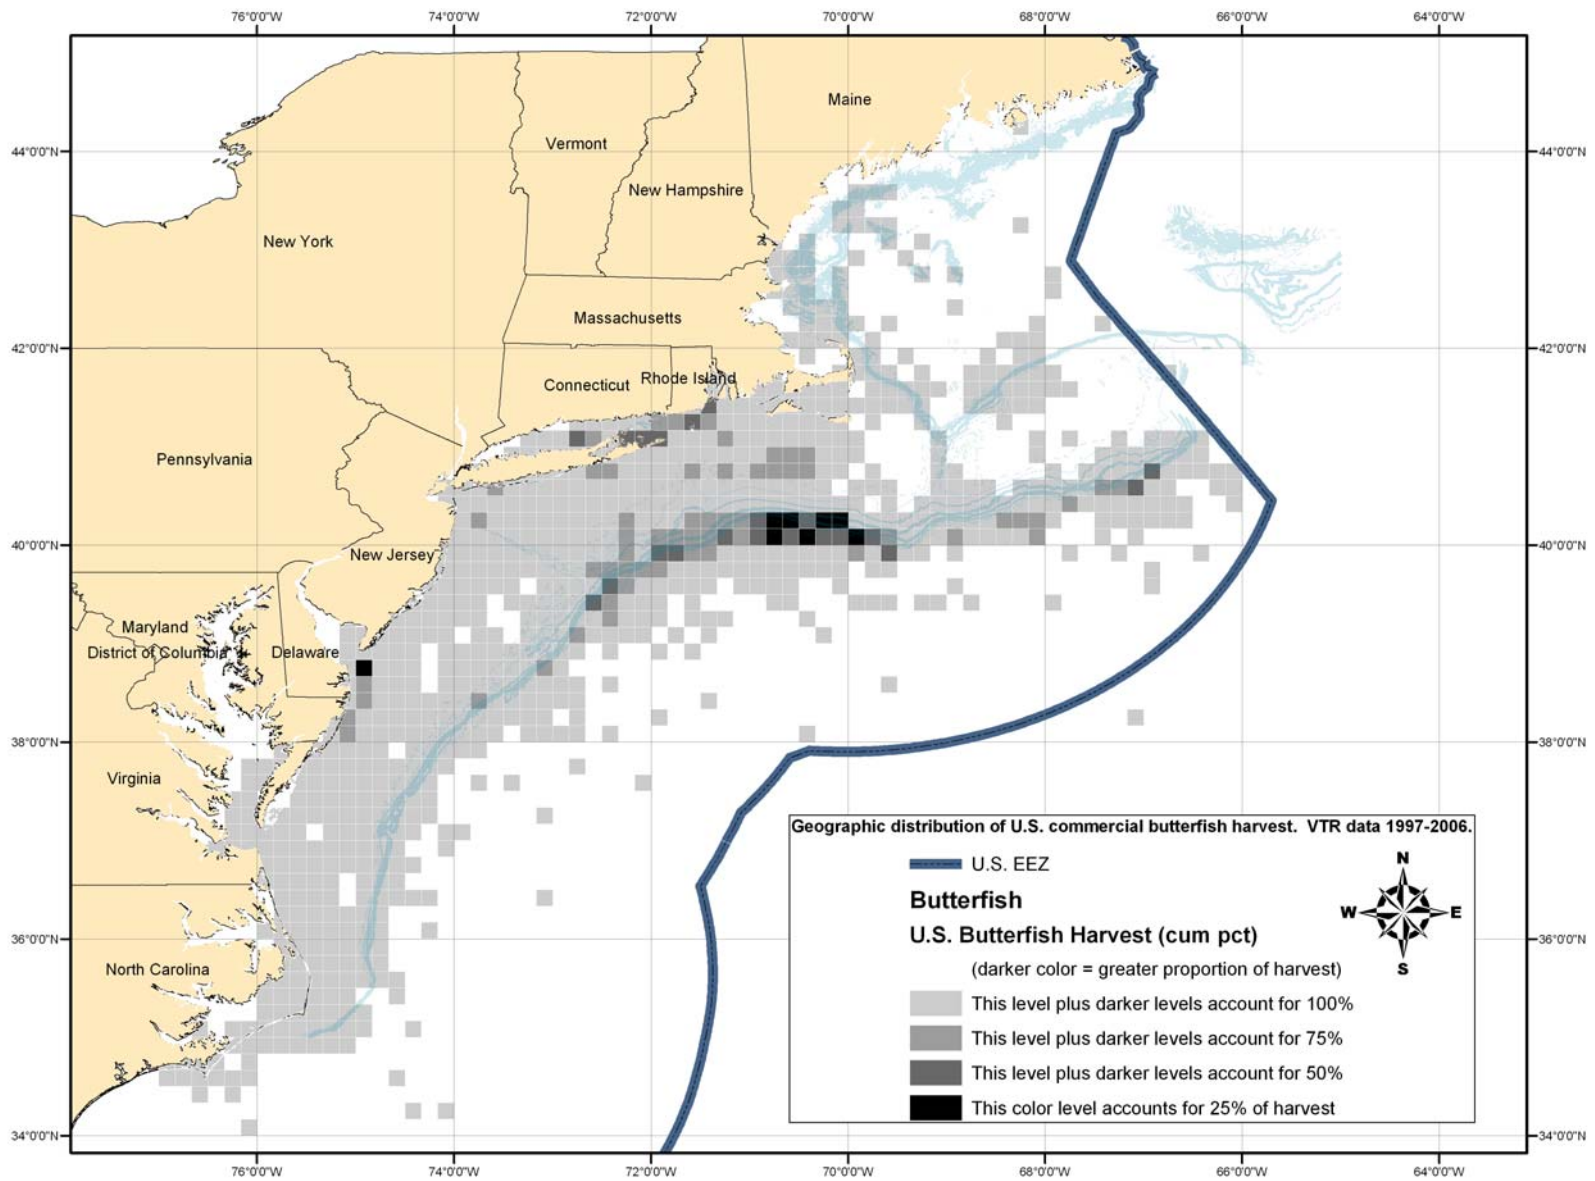 76°0'0"W 74°0'0"W 72°0'0"W 70°0'0"W 68°0'0"W 66°0'0"W 64°0'0"W
Maine
44°0'0"N 44°0'0"N
Vermont
New Hampshire
New York
Massachusetts
42°0'0"N 42°0'0"N
Connecticut Rhode Island
Pennsylvania
40°0'0"N 40°0'0"N
New Jersey
Maryland
District of Columbia Delaware
38°0'0"N 38°0'0"N
Virginia
Geographic distribution of U.S. commercial butterfish harvest. VTR data 1997-2006.
U.S. EEZ
Butterfish
U.S. Butterfish Harvest (cum pct)
(darker color = greater proportion of harvest)
This level plus darker levels account for 100%
This level plus darker levels account for 75%
This level plus darker levels account for 50%
This color level accounts for 25% of harvest
N
W E
S
36°0'0"N 36°0'0"N
North Carolina
34°0'0"N 34°0'0"N
76°0'0"W 74°0'0"W 72°0'0"W 70°0'0"W 68°0'0"W 66°0'0"W 64°0'0"W